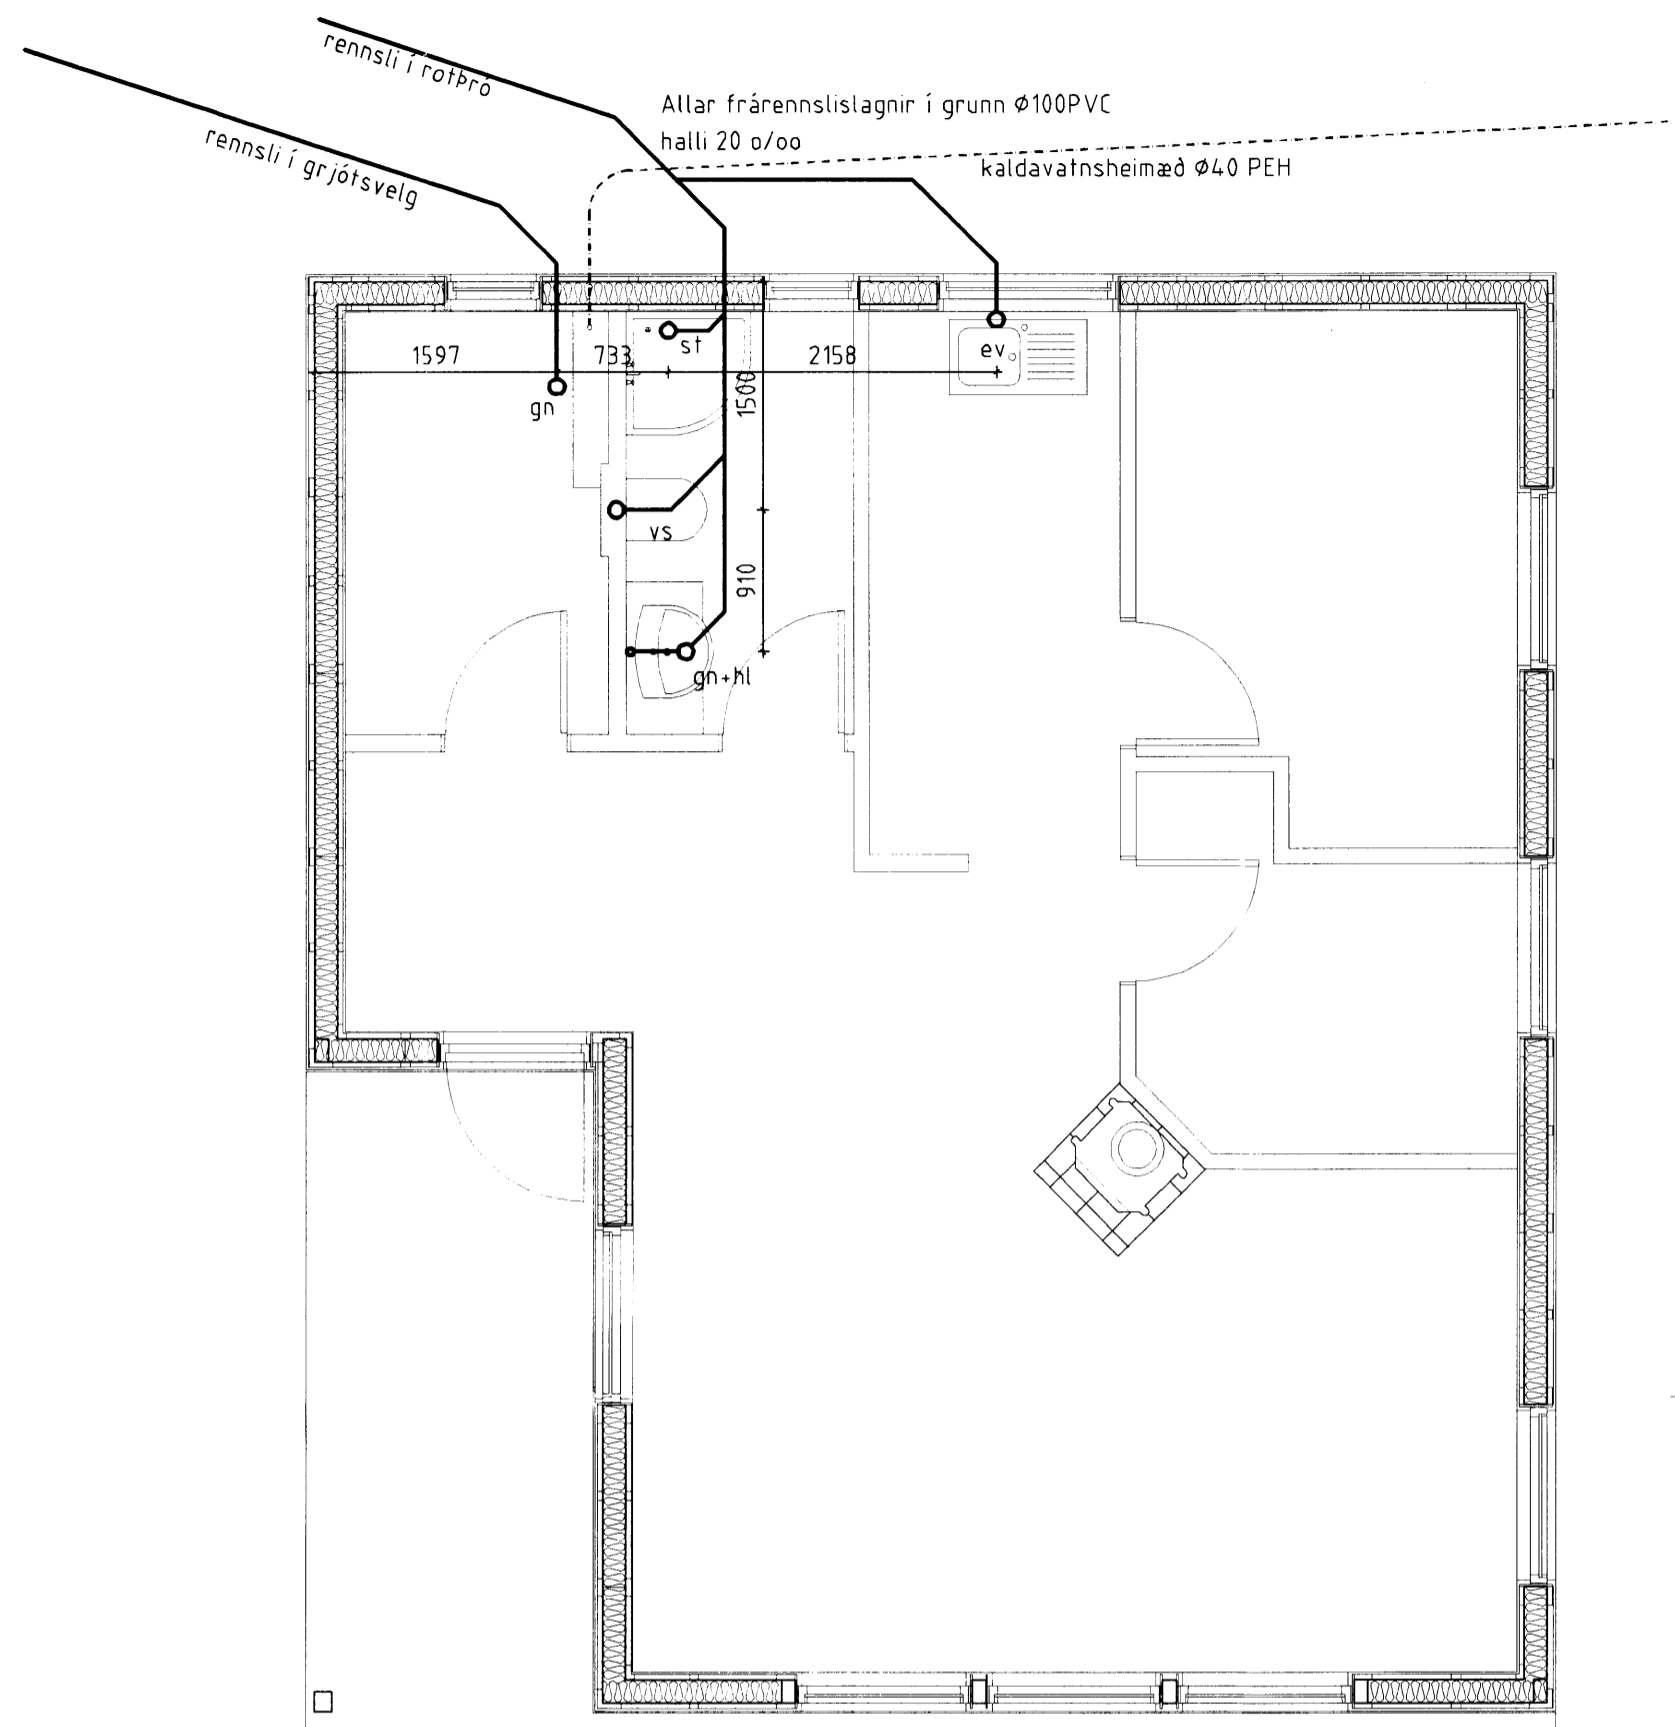 rennsli í rotþró
rennsli í grjótsvelg
Allar frárennslislagnir í grunn Ø100PVC
halli 20 o/oo
kaldavatnsheimæð Ø40 PEH
1597
733
2158
st
ev
gn
1500
vs
910
gn+hl